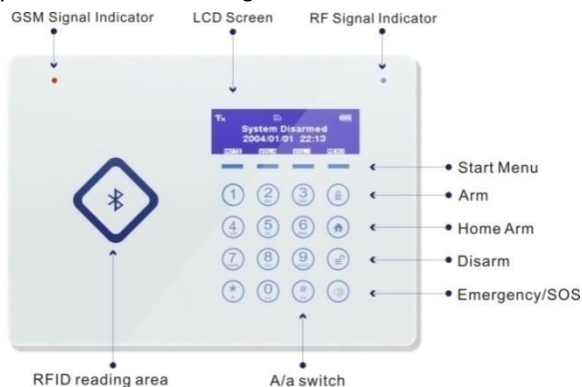 GSM Signal Indicator
LCD Screen
RF Signal Indicator
System Disarmed
2004/01/01 22:13
MENU
Start Menu
1 2 3
Arm
4 5 6
Home Arm
7 8 9
Disarm
* 0 #
Emergency/SOS
RFID reading area
A/a switch